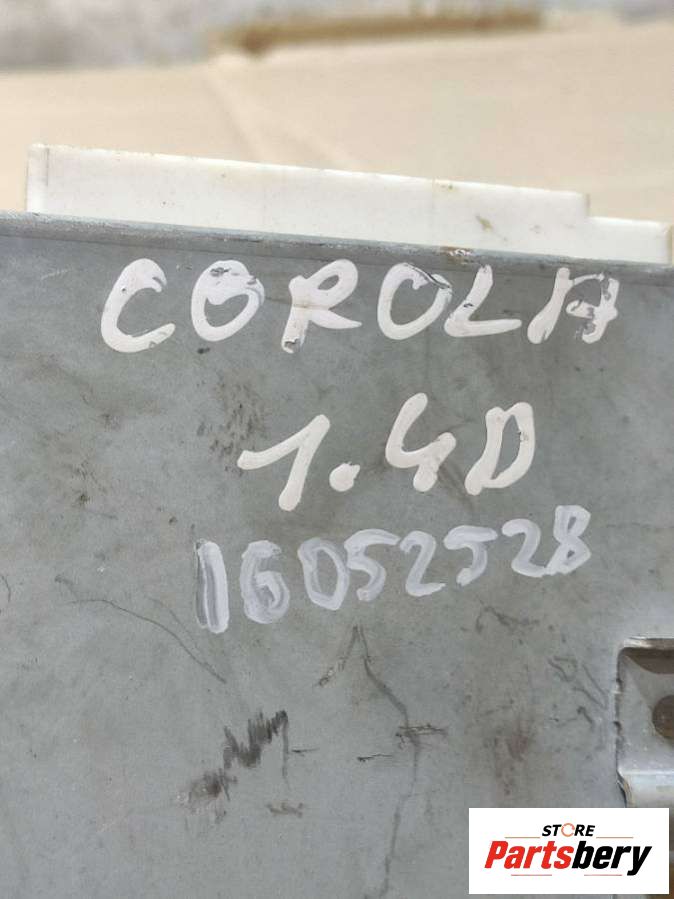 COROLA
1.4D
16052528
STORE
Partsbery